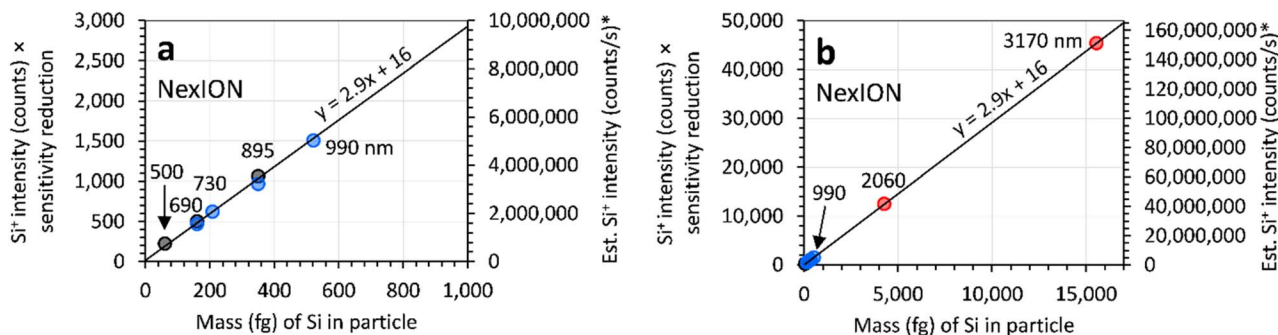 Si⁺ intensity (counts) ×
sensitivity reduction
3,000
2,500
2,000
1,500
1,000
500
0
a
NexION
500
690
730
895
990 nm
y = 2.9x + 16
10,000,000
8,000,000
6,000,000
4,000,000
2,000,000
0
Est. Si⁺ intensity (counts/s)*
0 200 400 600 800 1,000
Mass (fg) of Si in particle
Si⁺ intensity (counts) ×
sensitivity reduction
50,000
40,000
30,000
20,000
10,000
0
b
NexION
990
2060
3170 nm
y = 2.9x + 16
160,000,000
140,000,000
120,000,000
100,000,000
80,000,000
60,000,000
40,000,000
20,000,000
0
Est. Si⁺ intensity (counts/s)*
0 5,000 10,000 15,000
Mass (fg) of Si in particle